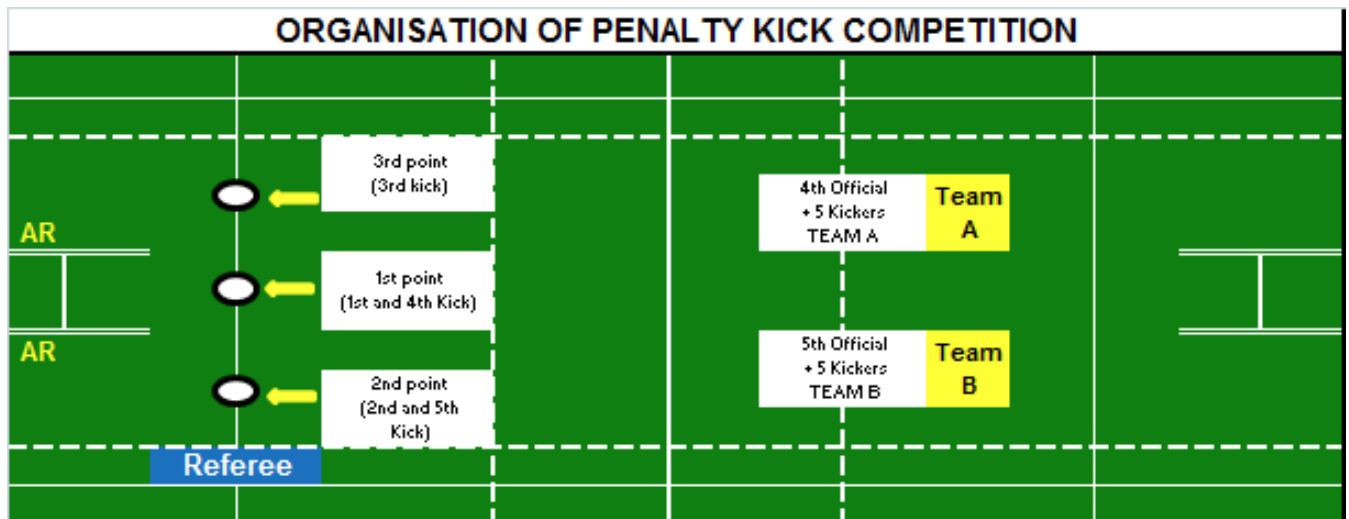 ORGANISATION OF PENALTY KICK COMPETITION
3rd point
(3rd kick)
4th Official
+ 5 Kickers
TEAM A
Team
A
AR
1st point
(1st and 4th Kick)
AR
5th Official
+ 5 Kickers
TEAM B
Team
B
2nd point
(2nd and 5th
Kick)
Referee